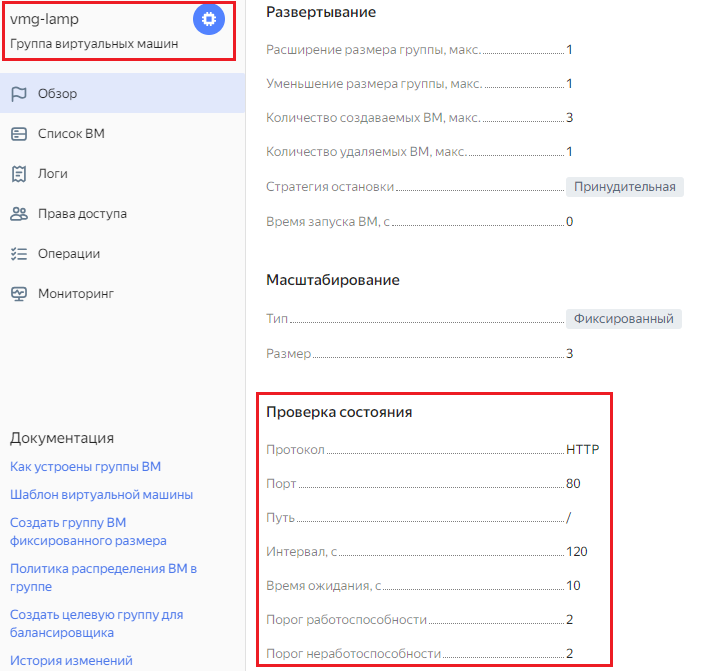 vmg-lamp
Группа виртуальных машин
Обзор
Список ВМ
Логи
Права доступа
Операции
Мониторинг
Документация
Как устроены группы ВМ
Шаблон виртуальной машины
Создать группу ВМ
фиксированного размера
Политика распределения ВМ в
группе
Создать целевую группу для
балансировщика
История изменений
Развертывание
Расширение размера группы, макс. 1
Уменьшение размера группы, макс. 1
Количество создаваемых ВМ, макс. 3
Количество удаляемых ВМ, макс. 1
Стратегия остановки Принудительная
Время запуска ВМ, с 0
Масштабирование
Тип Фиксированный
Размер 3
Проверка состояния
Протокол HTTP
Порт 80
Путь /
Интервал, с 120
Время ожидания, с 10
Порог работоспособности 2
Порог неработоспособности 2